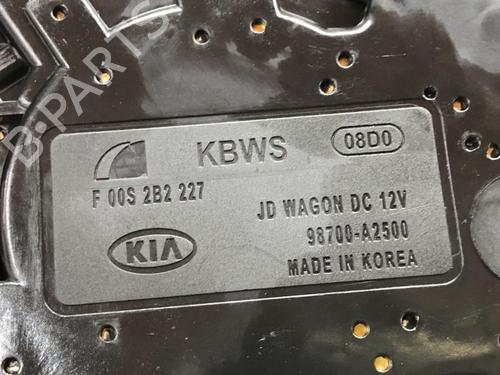 B-PARTS
KBWS
08D0
F 00S 2B2 227
JD WAGON DC 12V
KIA
98700-A2500
MADE IN KOREA